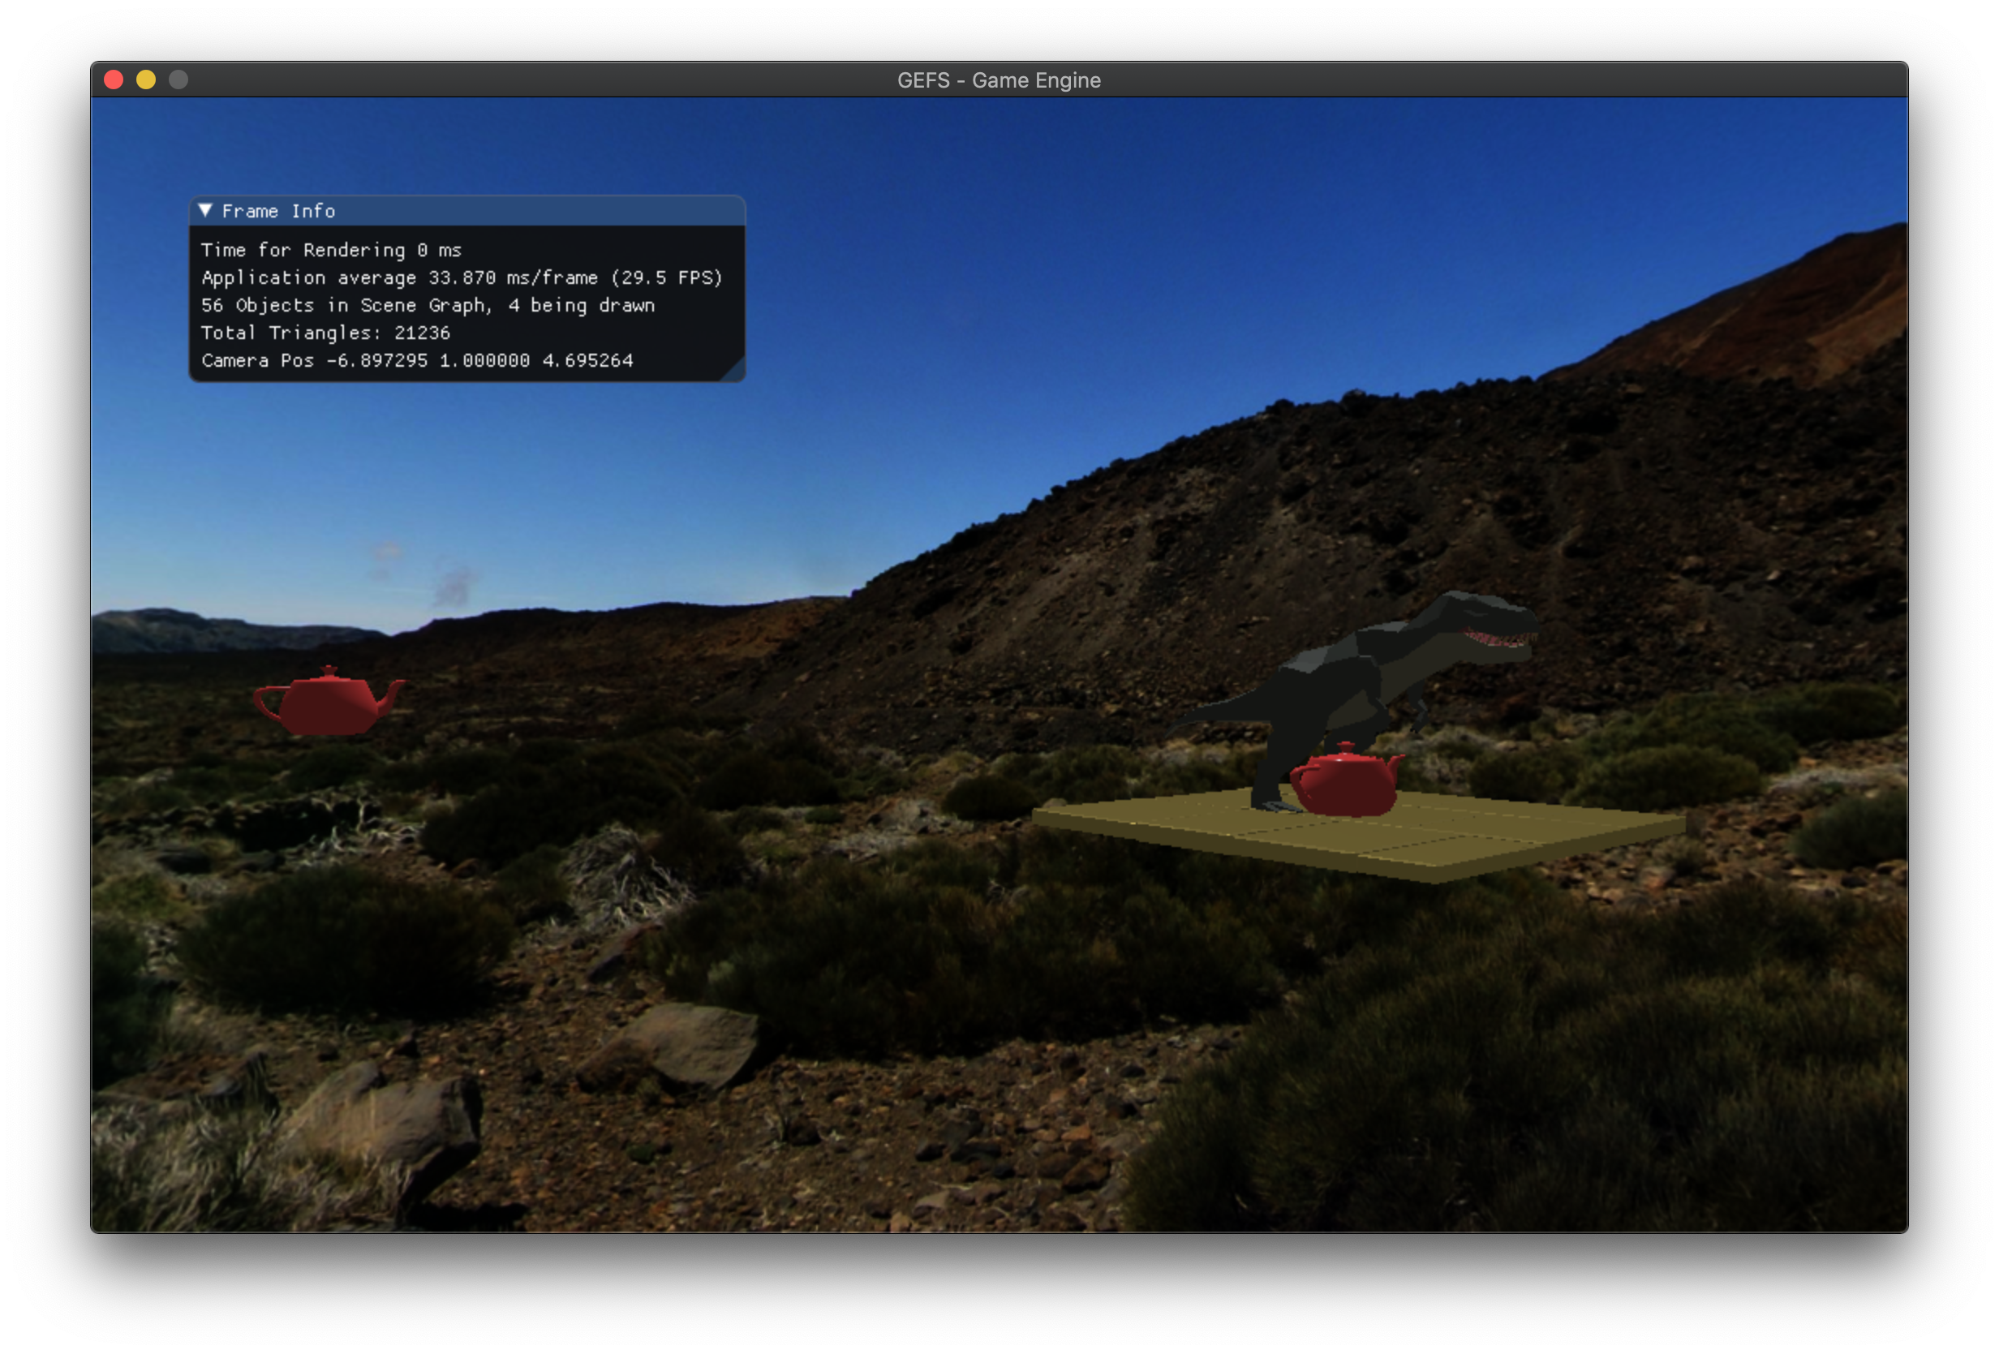 GEFS - Game Engine
Frame Info
Time for Rendering 0 ms
Application average 33.870 ms/frame (29.5 FPS)
56 Objects in Scene Graph, 4 being drawn
Total Triangles: 21236
Camera Pos -6.897295 1.000000 4.695264